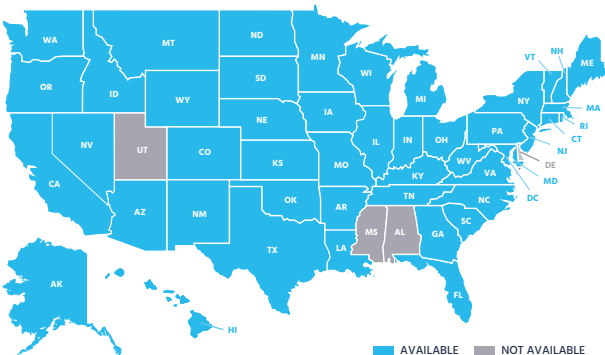 WA
MT
ND
MN
VT
NH
ME
OR
ID
SD
WI
MI
NY
MA
RI
CT
WY
IA
NE
PA
NJ
NV
UT
CO
IL
IN
OH
DE
CA
KS
MO
WV
VA
MD
KY
DC
AZ
NM
OK
AR
TN
NC
SC
TX
LA
MS
AL
GA
FL
AK
HI
AVAILABLE
NOT AVAILABLE